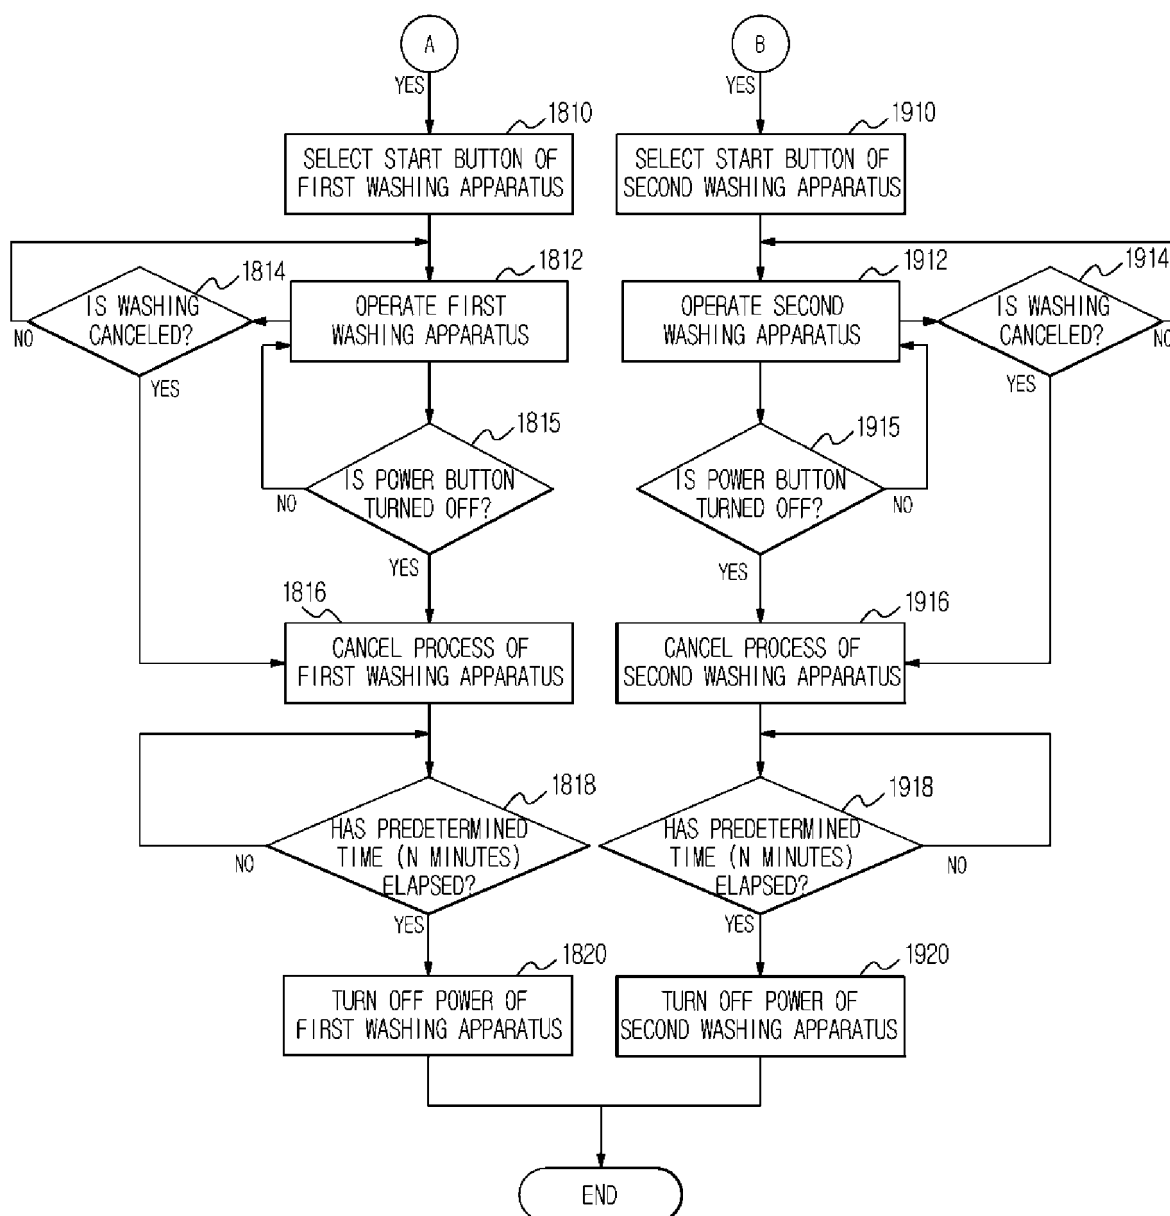 A
B
YES
YES
1810
1910
SELECT START BUTTON OF
FIRST WASHING APPARATUS
SELECT START BUTTON OF
SECOND WASHING APPARATUS
1814
1812
1912
1914
IS WASHING
CANCELED?
OPERATE FIRST
WASHING APPARATUS
OPERATE SECOND
WASHING APPARATUS
IS WASHING
CANCELED?
NO
NO
YES
YES
1815
1915
IS POWER BUTTON
TURNED OFF?
IS POWER BUTTON
TURNED OFF?
NO
NO
YES
YES
1816
1916
CANCEL PROCESS OF
FIRST WASHING APPARATUS
CANCEL PROCESS OF
SECOND WASHING APPARATUS
1818
1918
HAS PREDETERMINED
TIME (N MINUTES)
ELAPSED?
HAS PREDETERMINED
TIME (N MINUTES)
ELAPSED?
NO
NO
YES
YES
1820
1920
TURN OFF POWER OF
FIRST WASHING APPARATUS
TURN OFF POWER OF
SECOND WASHING APPARATUS
END